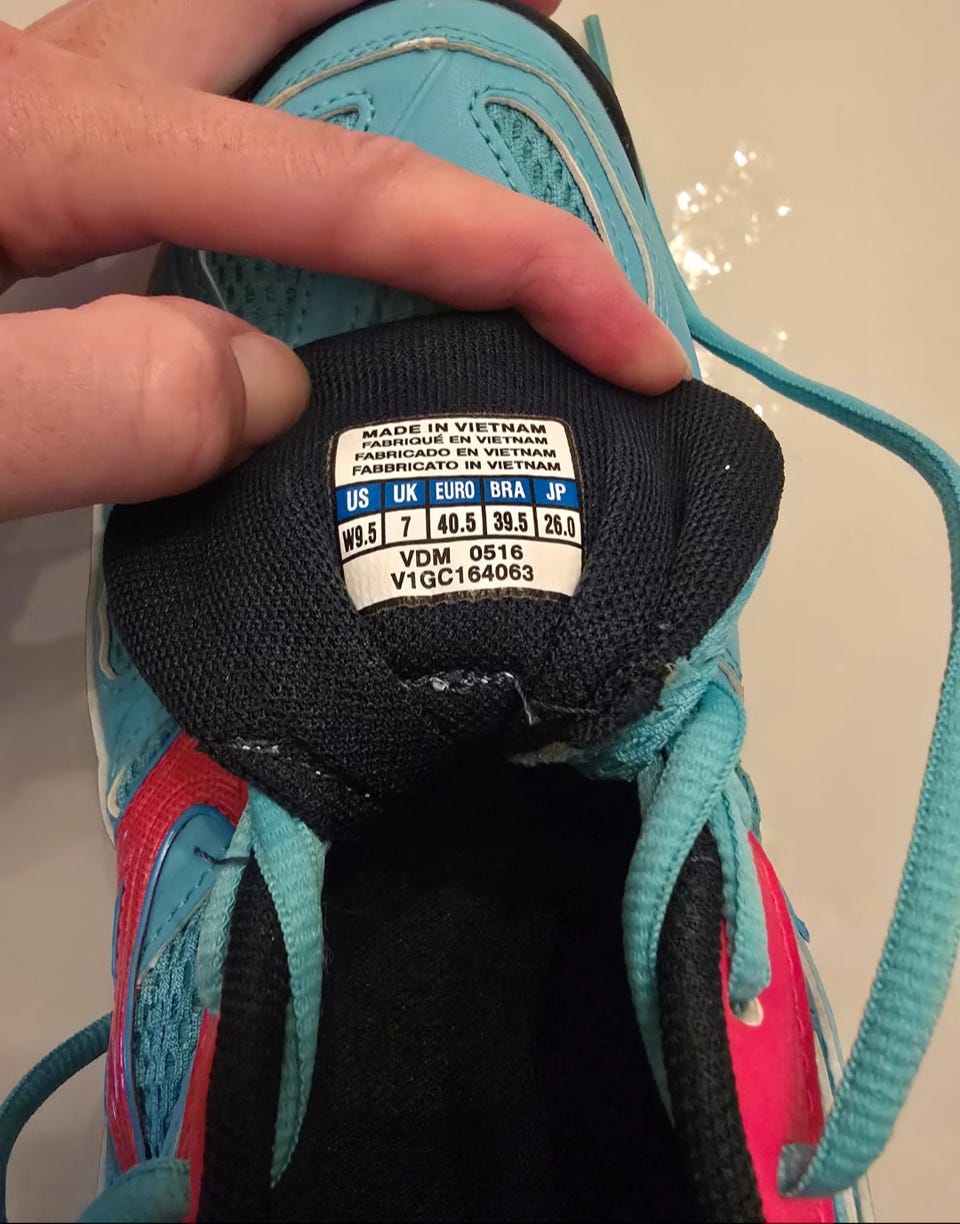 MADE IN VIETNAM
FABRIQUÉ EN VIETNAM
FABRICADO EN VIETNAM
FABBRICATO IN VIETNAM
US UK EURO BRA JP
W9.5 7 40.5 39.5 26.0
VDM 0516
V1GC164063